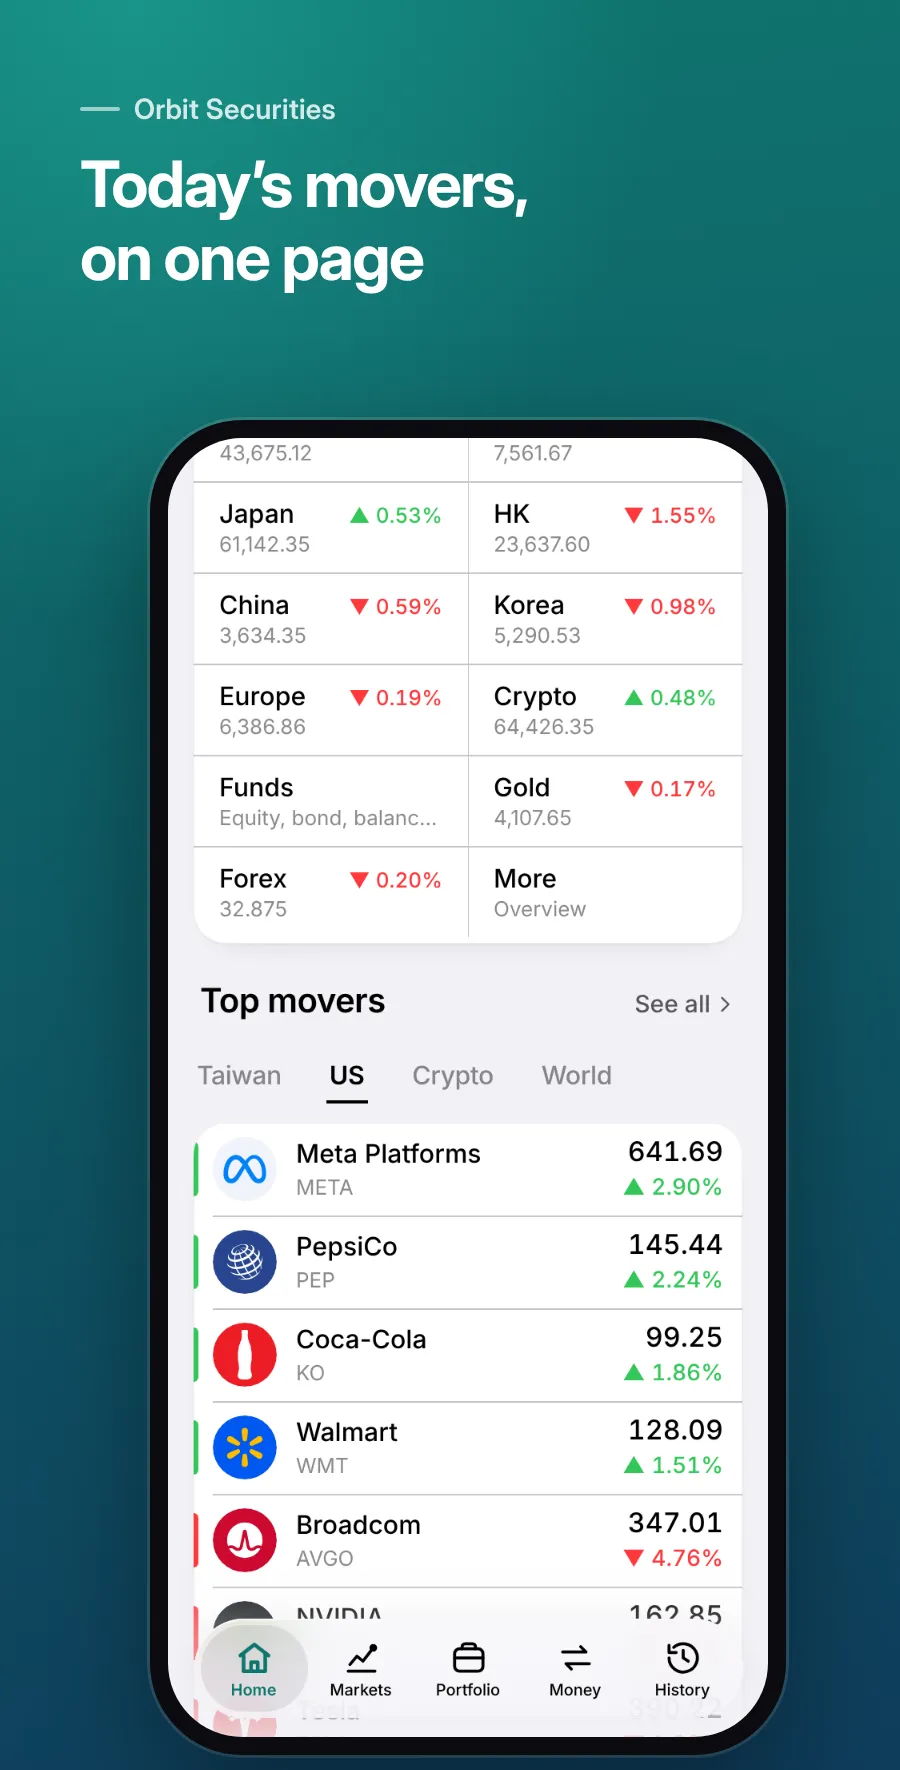 Orbit Securities
Today’s movers,
on one page
43,675.12
7,561.67
Japan ▲ 0.53%
61,142.35
HK ▼ 1.55%
23,637.60
China ▼ 0.59%
3,634.35
Korea ▼ 0.98%
5,290.53
Europe ▼ 0.19%
6,386.86
Crypto ▲ 0.48%
64,426.35
Funds
Equity, bond, balanc...
Gold ▼ 0.17%
4,107.65
Forex ▼ 0.20%
32.875
More
Overview
Top movers
See all >
Taiwan US Crypto World
Meta Platforms 641.69
META ▲ 2.90%
PepsiCo 145.44
PEP ▲ 2.24%
Coca-Cola 99.25
KO ▲ 1.86%
Walmart 128.09
WMT ▲ 1.51%
Broadcom 347.01
AVGO ▼ 4.76%
NVIDIA 162.85
Tesla 390.22
Home Markets Portfolio Money History